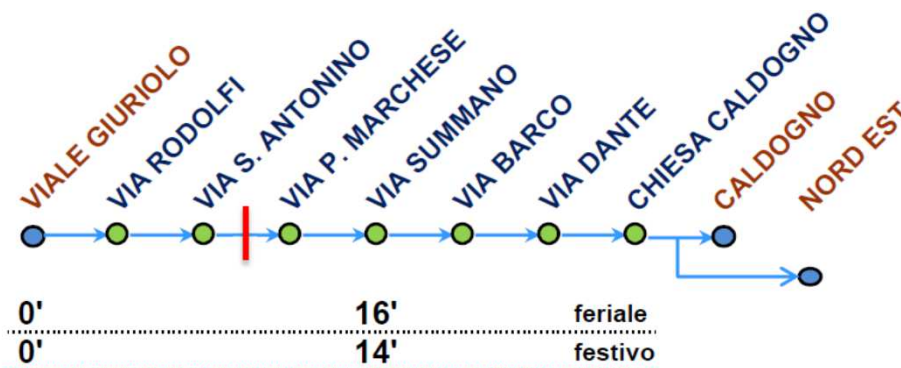 VIALE GIURIOLO
VIA RODOLFI
VIA S. ANTONINO
VIA P. MARCHESE
VIA SUMMANO
VIA BARCO
VIA DANTE
CHIESA CALDOGNO
CALDOGNO
NORD EST
0' 16' feriale
0' 14' festivo